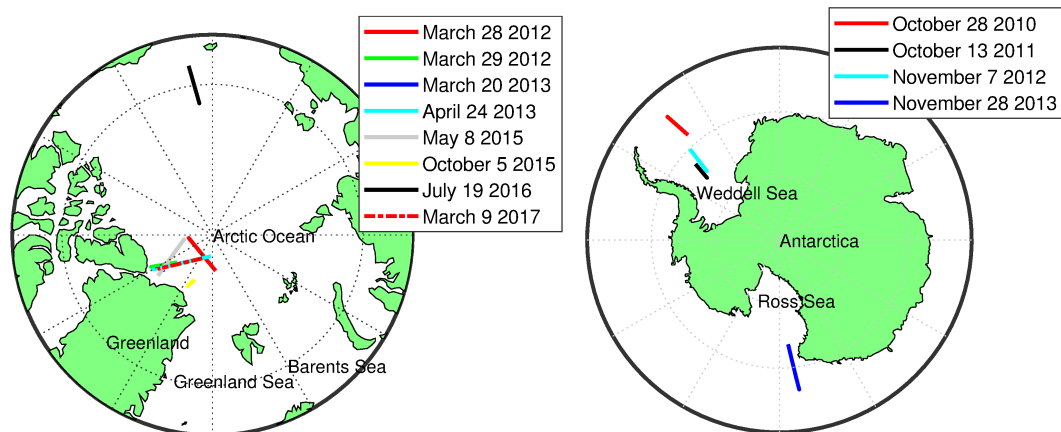 March 28 2012
March 29 2012
March 20 2013
April 24 2013
May 8 2015
October 5 2015
July 19 2016
March 9 2017
Arctic Ocean
Greenland
Barents Sea
Greenland Sea
October 28 2010
October 13 2011
November 7 2012
November 28 2013
Weddell Sea
Antarctica
Ross Sea